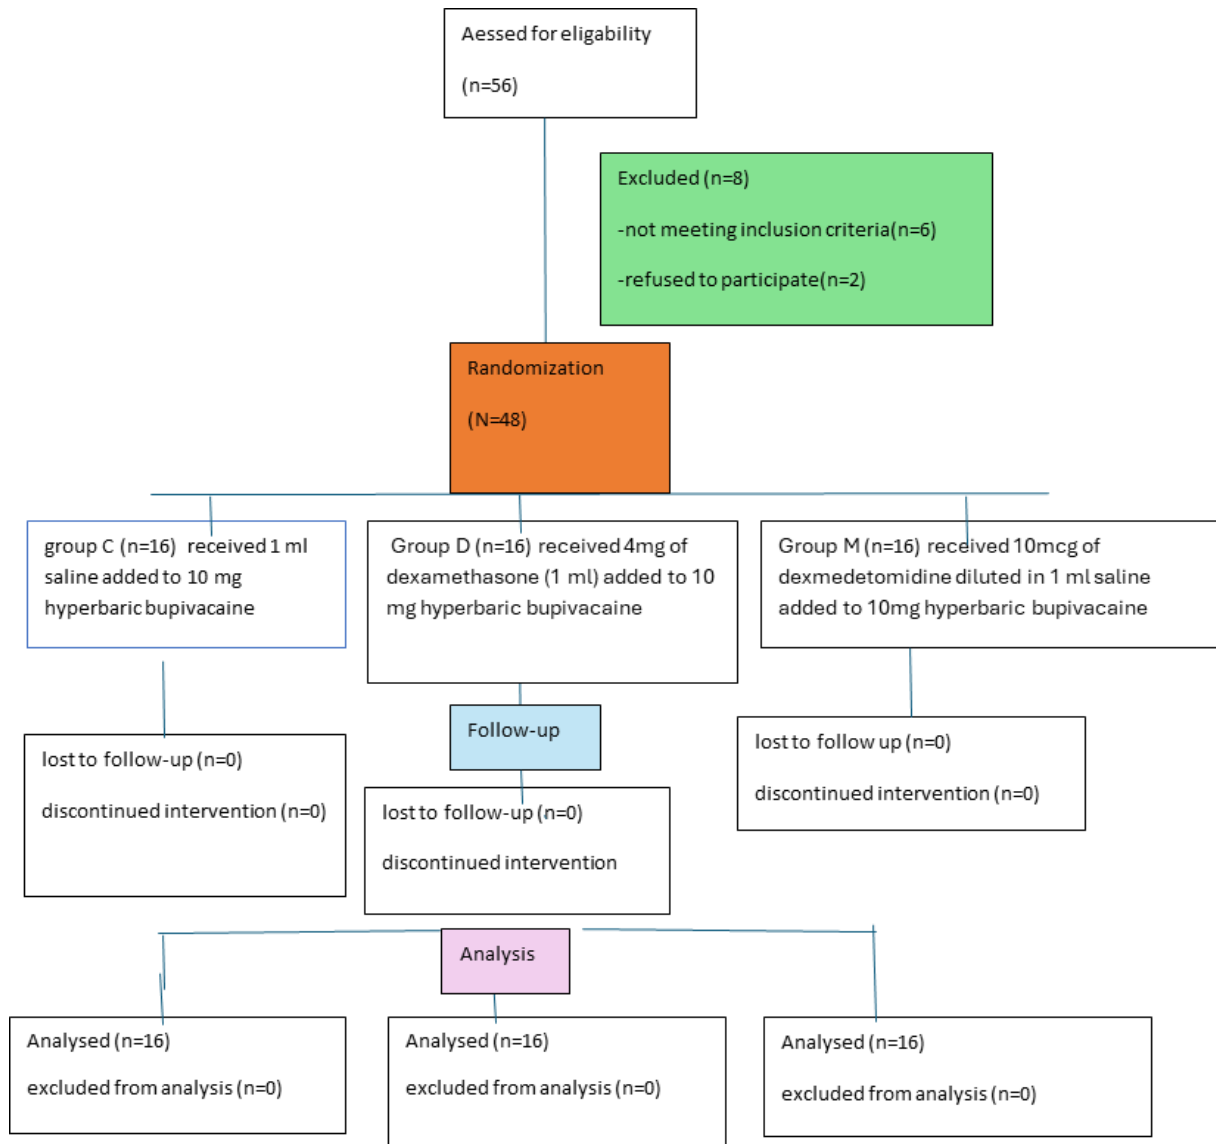 Aessed for eligability
(n=56)
Excluded (n=8)
-not meeting inclusion criteria(n=6)
-refused to participate(n=2)
Randomization
(N=48)
group C (n=16)  received 1 ml
saline added to 10 mg
hyperbaric bupivacaine
Group D (n=16) received 4mg of
dexamethasone (1 ml) added to 10
mg hyperbaric bupivacaine
Group M (n=16) received 10mcg of
dexmedetomidine diluted in 1 ml saline
added to 10mg hyperbaric bupivacaine
Follow-up
lost to follow-up (n=0)
discontinued intervention (n=0)
lost to follow-up (n=0)
discontinued intervention
lost to follow up (n=0)
discontinued intervention (n=0)
Analysis
Analysed (n=16)
excluded from analysis (n=0)
Analysed (n=16)
excluded from analysis (n=0)
Analysed (n=16)
excluded from analysis (n=0)